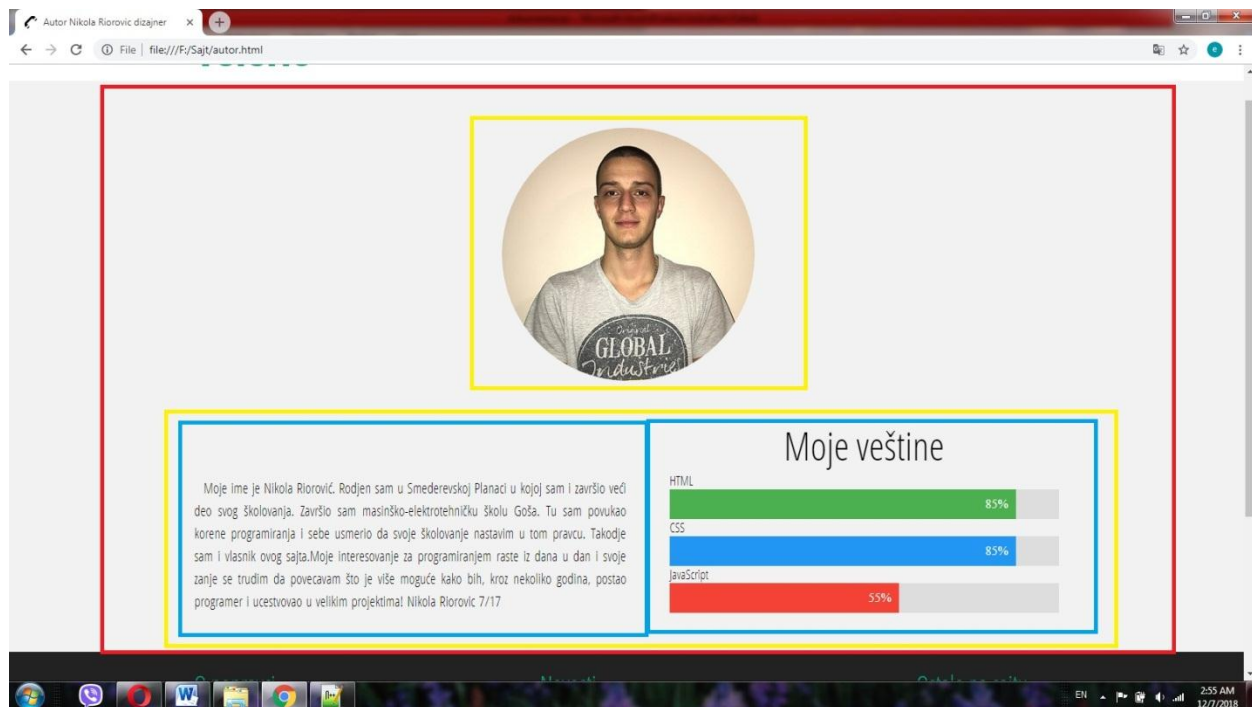 Autor Nikola Riorovic dizajner
File | file:///F:/Sajt/autor.html
Original
GLOBAL
Industries
Moje ime je Nikola Riorović. Rodjen sam u Smederevskoj Planaci u kojoj sam i završio veći
deo svog školovanja. Završio sam masinško-elektrotehničku školu Goša. Tu sam povukao
korene programiranja i sebe usmerio da svoje školovanje nastavim u tom pravcu. Takodje
sam i vlasnik ovog sajta.Moje interesovanje za programiranjem raste iz dana u dan i svoje
zanje se trudim da povecavam što je više moguće kako bih, kroz nekoliko godina, postao
programer i ucestvovao u velikim projektima! Nikola Riorovic 7/17
Moje veštine
HTML
85%
CSS
85%
JavaScript
55%
EN
2:55 AM
12/7/2018